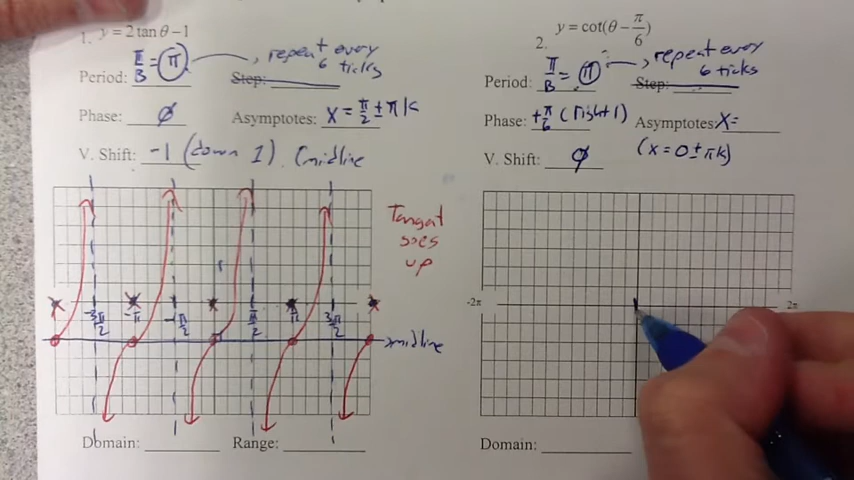 1. y = 2 tan θ − 1
π/B = π repeat every 6 ticks
Period: Step:
Phase: ∅ Asymptotes: x = π/2 ± πk
V. Shift: -1 (down 1) (midline
Tangent
goes
up
-3π/2 -π -π/2 π/2 π 3π/2
midline
Domain: Range:
2. y = cot(θ − π/6)
π/B = π repeat every 6 ticks
Period: Step:
Phase: +π/6 (right 1) Asymptotes: x=
V. Shift: ∅ (x = 0 ± πk)
-2π 2π
Domain: